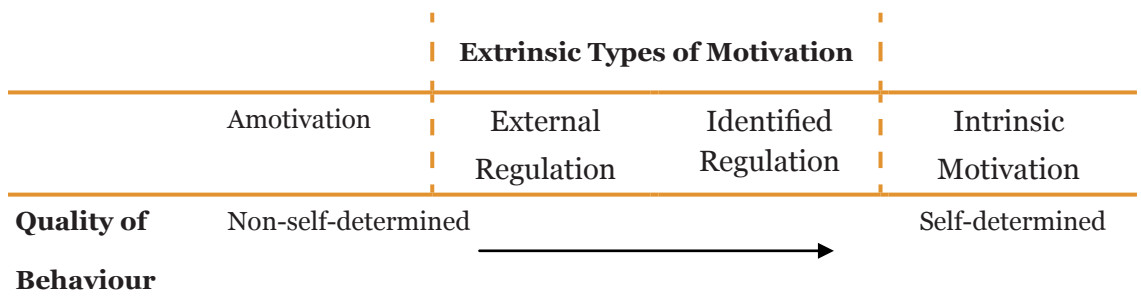 Extrinsic Types of Motivation
Amotivation External Identified Intrinsic
Regulation Regulation Motivation
Quality of Non-self-determined Self-determined
Behaviour